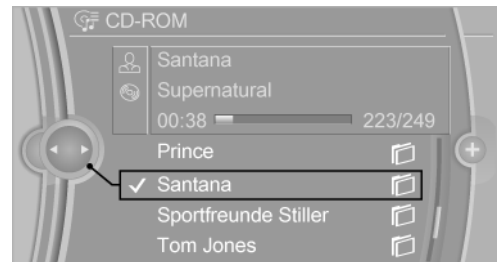 CD-ROM
Santana
Supernatural
00:38 223/249
Prince
Santana
Sportfreunde Stiller
Tom Jones